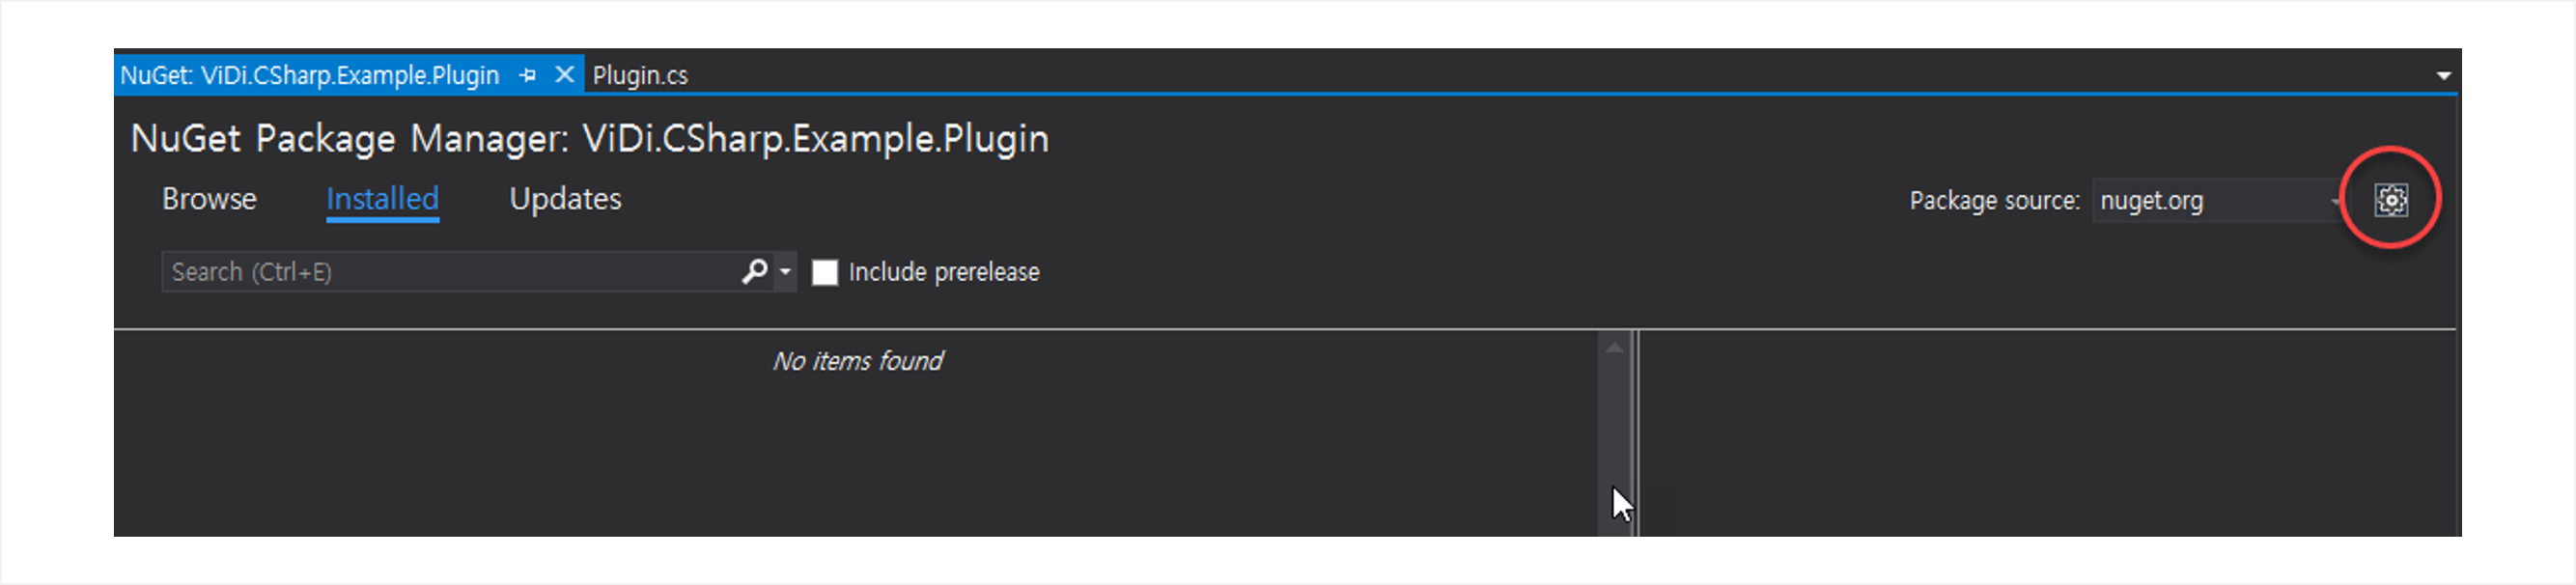 NuGet: ViDi.CSharp.Example.Plugin Plugin.cs
NuGet Package Manager: ViDi.CSharp.Example.Plugin
Browse Installed Updates Package source: nuget.org
Search (Ctrl+E) Include prerelease
No items found